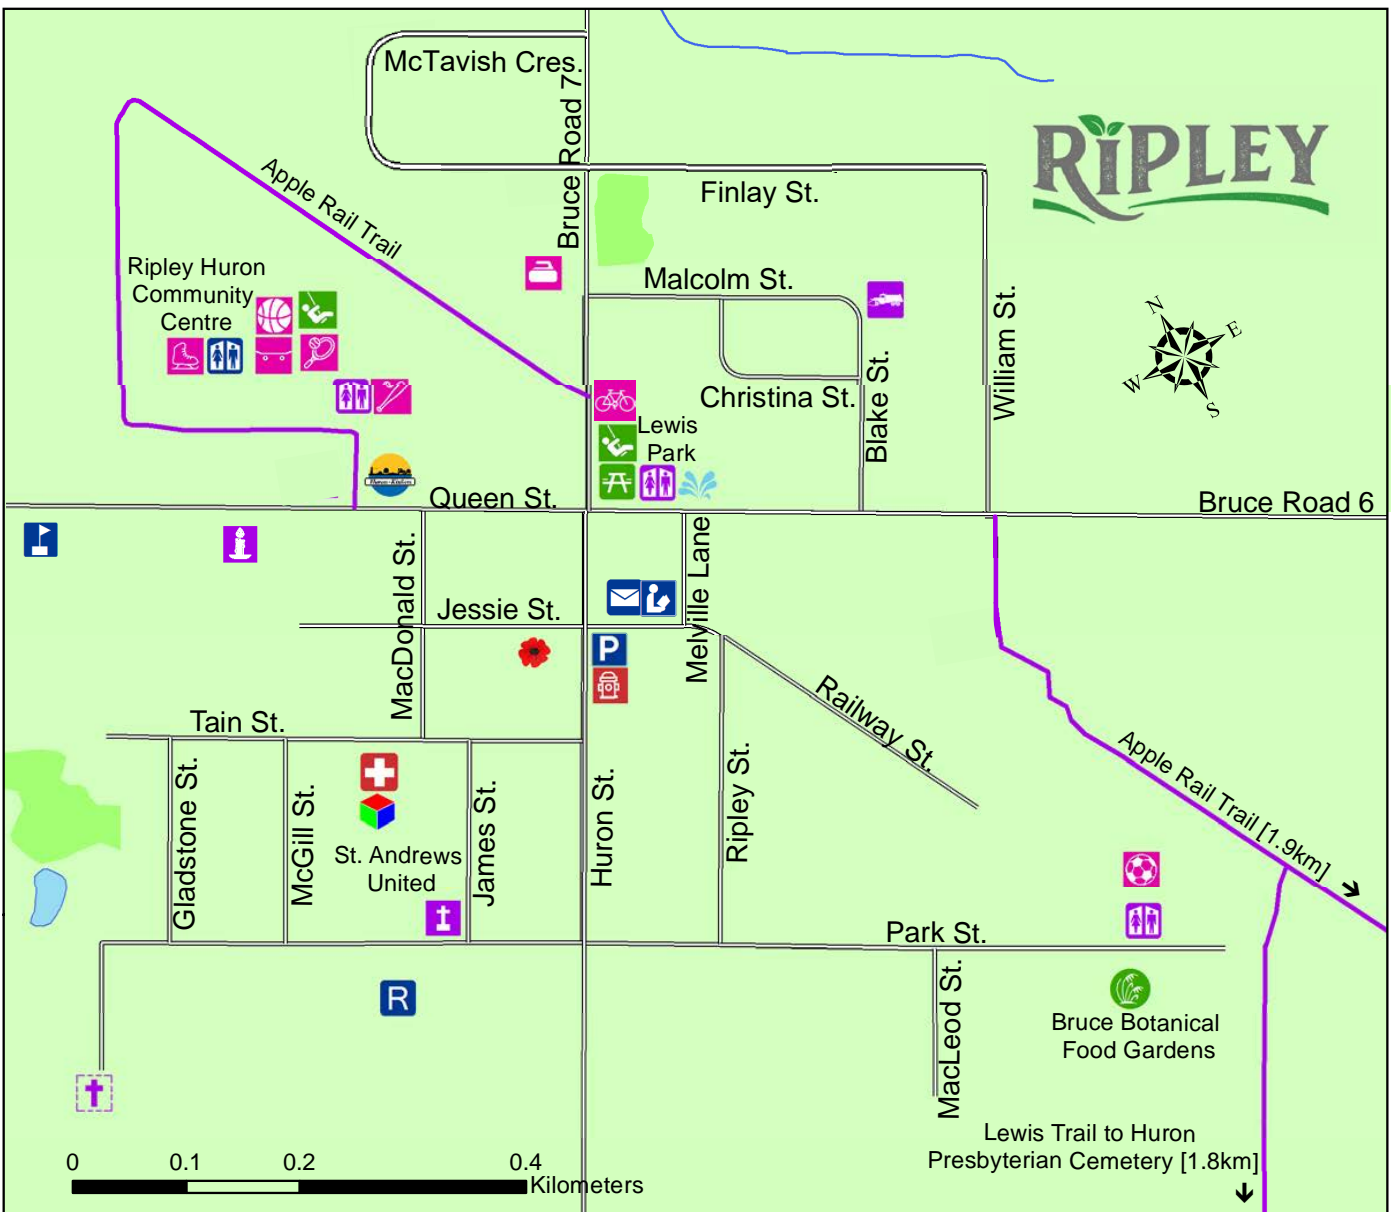 McTavish Cres.
Bruce Road 7
RiPLEY
Apple Rail Trail
Finlay St.
Ripley Huron
Community
Centre
Malcolm St.
William St.
N
E
W
S
Christina St.
Blake St.
Lewis
Park
Huron-Kinloss
Queen St.
Bruce Road 6
MacDonald St.
Melville Lane
Jessie St.
P
Railway St.
Tain St.
Apple Rail Trail [1.9km]
Gladstone St.
McGill St.
James St.
Huron St.
Ripley St.
St. Andrews
United
Park St.
R
MacLeod St.
Bruce Botanical
Food Gardens
Lewis Trail to Huron
Presbyterian Cemetery [1.8km]
0 0.1 0.2 0.4
Kilometers